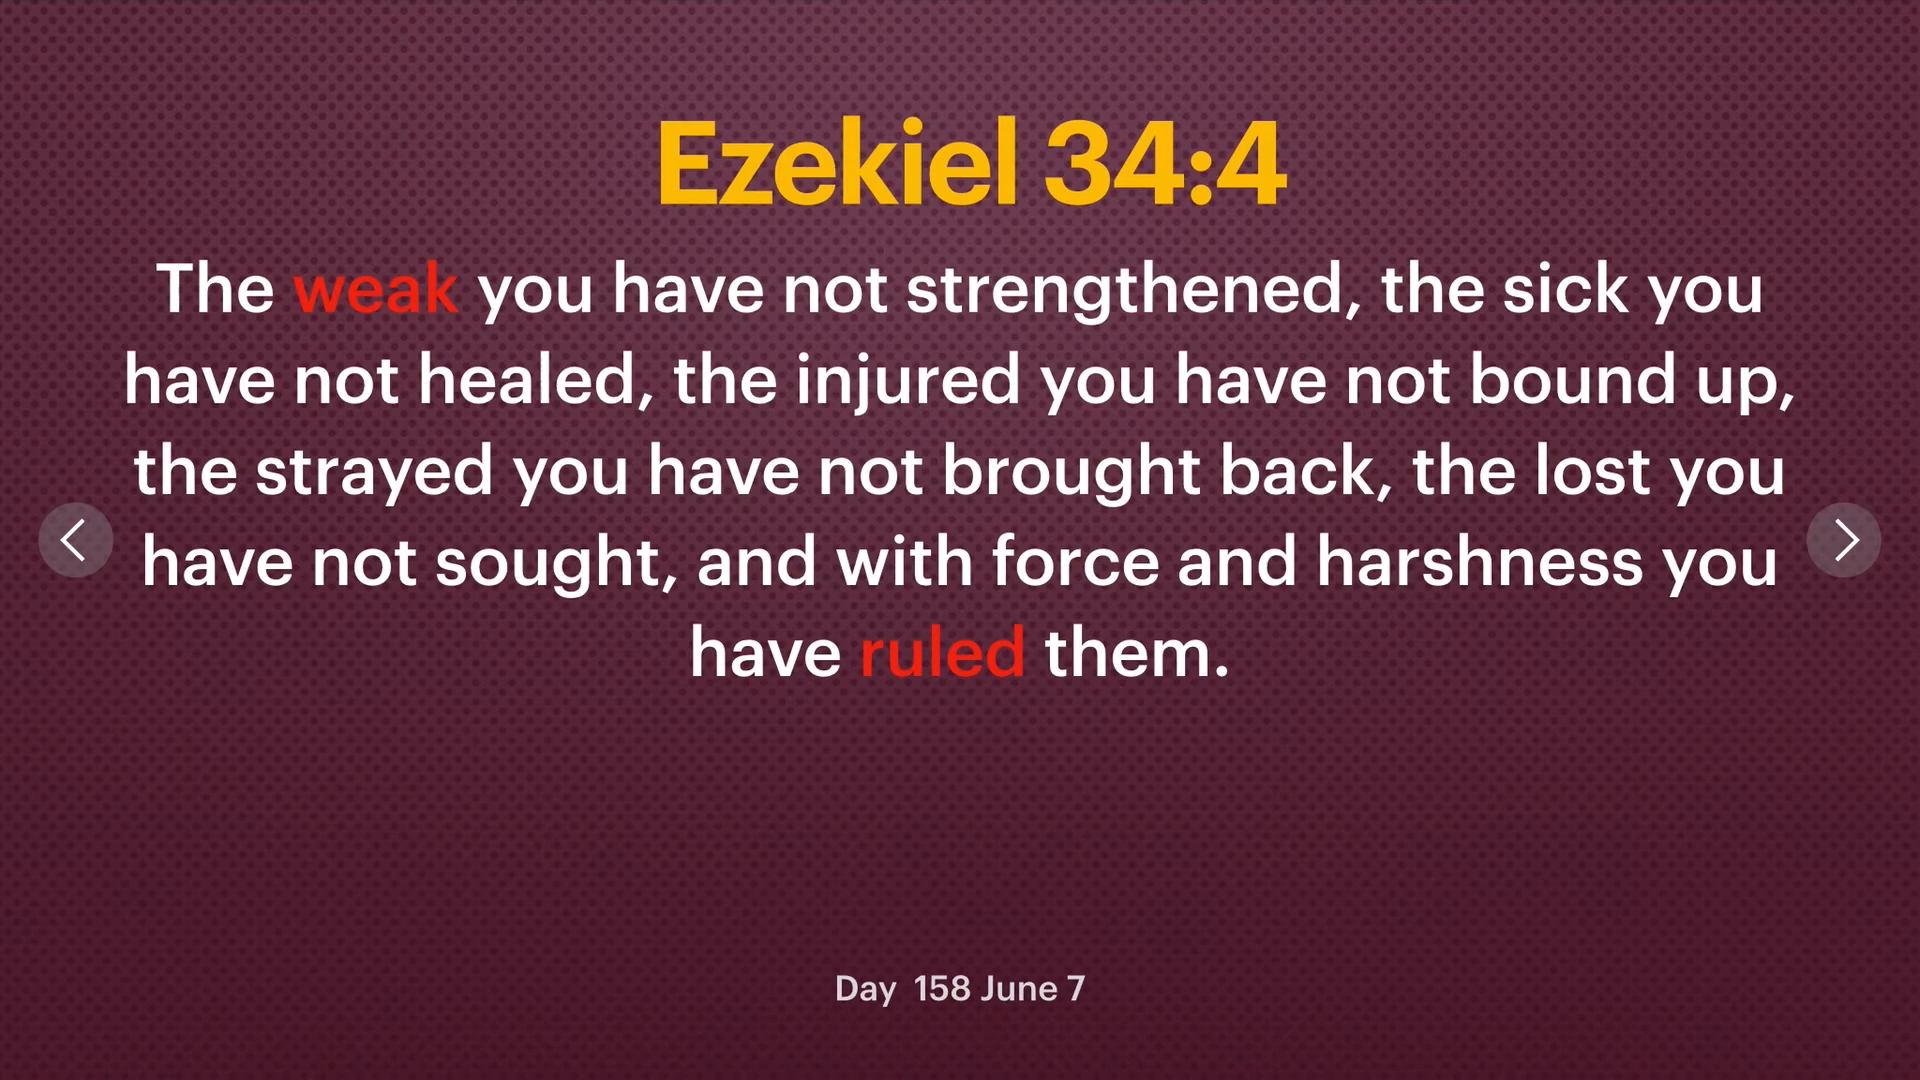 Ezekiel 34:4
The weak you have not strengthened, the sick you
have not healed, the injured you have not bound up,
the strayed you have not brought back, the lost you
have not sought, and with force and harshness you
have ruled them.
Day 158 June 7